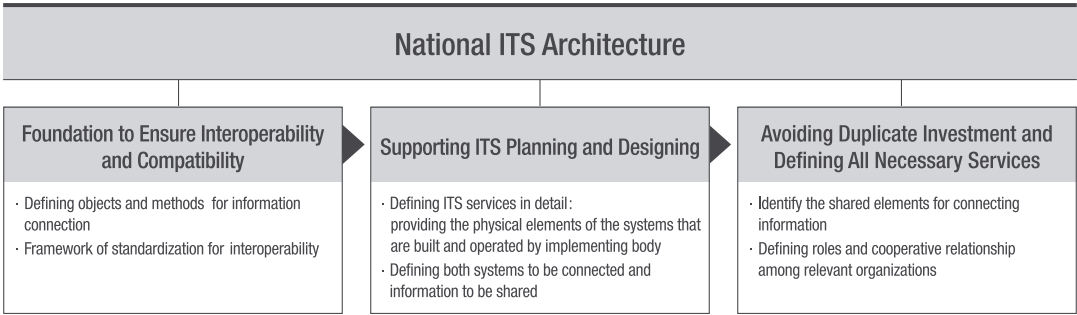 National ITS Architecture
Foundation to Ensure Interoperability
and Compatibility
· Defining objects and methods for information
connection
· Framework of standardization for interoperability
Supporting ITS Planning and Designing
· Defining ITS services in detail:
providing the physical elements of the systems that
are built and operated by implementing body
· Defining both systems to be connected and
information to be shared
Avoiding Duplicate Investment and
Defining All Necessary Services
· Identify the shared elements for connecting
information
· Defining roles and cooperative relationship
among relevant organizations